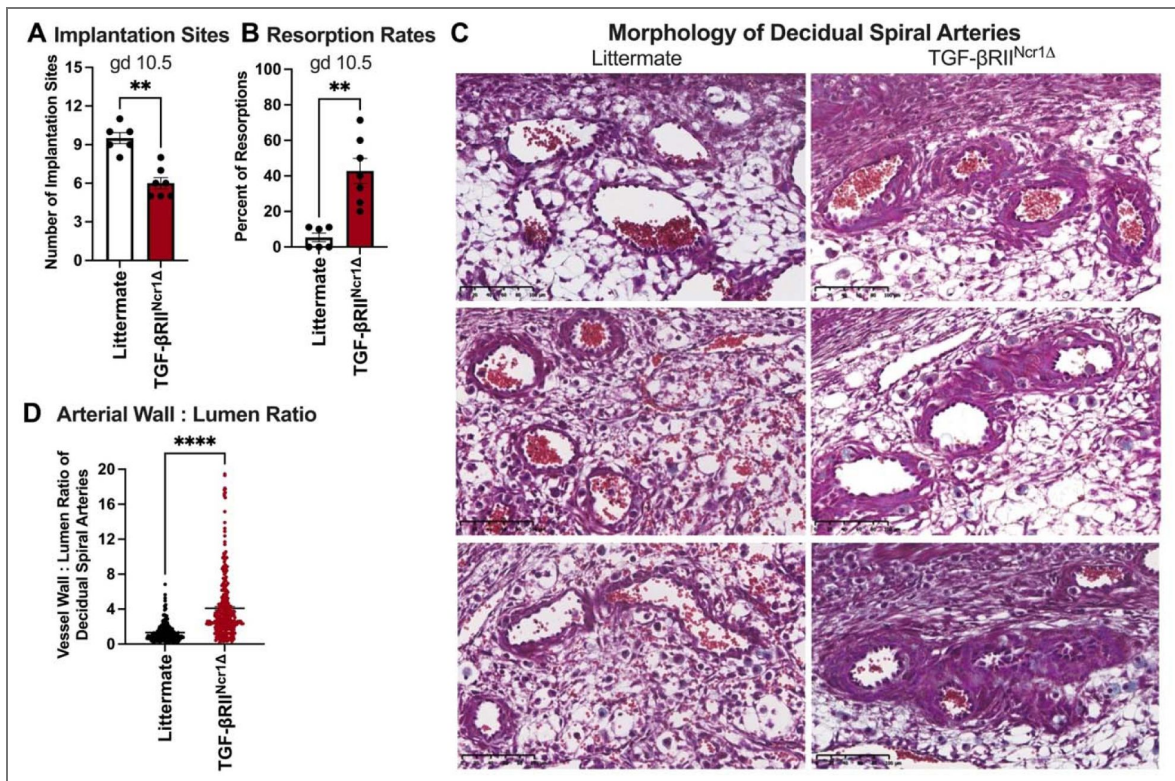 A Implantation Sites
gd 10.5
**
15
12
9
6
3
0
Number of Implantation Sites
Littermate
TGF-βRII^Ncr1Δ
B Resorption Rates
gd 10.5
**
100
80
60
40
20
0
Percent of Resorptions
Littermate
TGF-βRII^Ncr1Δ
C Morphology of Decidual Spiral Arteries
Littermate
TGF-βRII^Ncr1Δ
D Arterial Wall : Lumen Ratio
****
20
16
12
8
4
0
Vessel Wall : Lumen Ratio of
Decidual Spiral Arteries
Littermate
TGF-βRII^Ncr1Δ